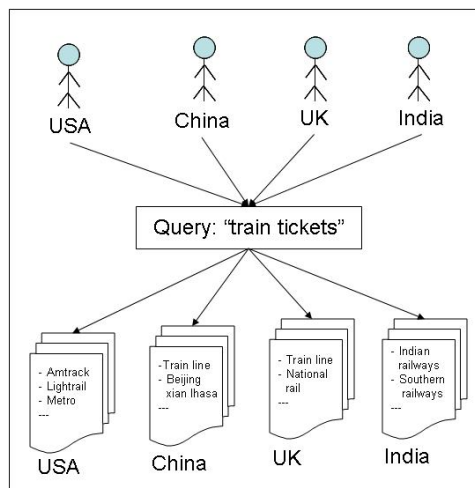 USA
China
UK
India
Query: “train tickets”
- Amtrack
- Lightrail
- Metro
---
-Train line
- Beijing
xian lhasa
---
- Train line
- National
rail
---
- Indian
railways
- Southern
railways
---
USA
China
UK
India